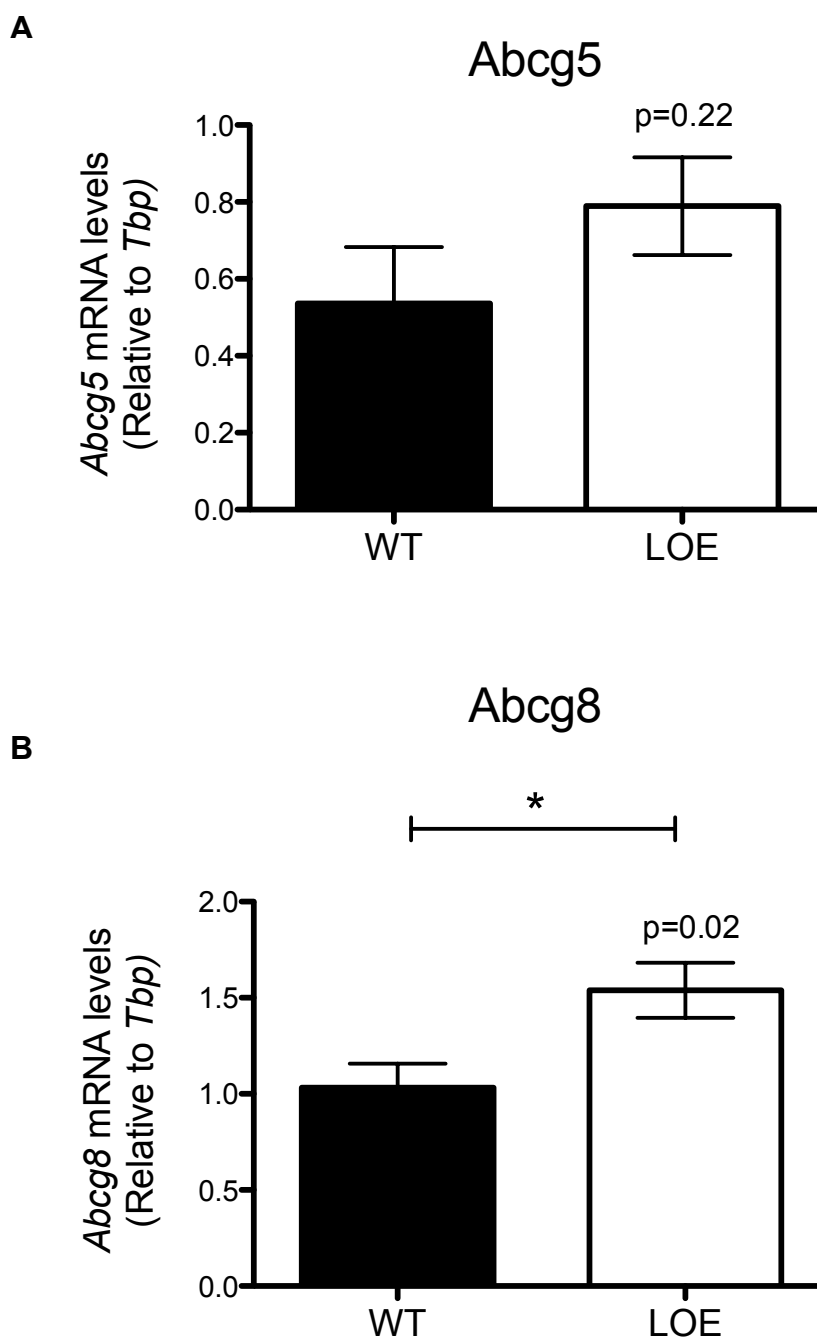 A
Abcg5
p=0.22
Abcg5 mRNA levels
(Relative to Tbp)
1.0
0.8
0.6
0.4
0.2
0.0
WT LOE
Abcg8
B
*
p=0.02
Abcg8 mRNA levels
(Relative to Tbp)
2.0
1.5
1.0
0.5
0.0
WT LOE